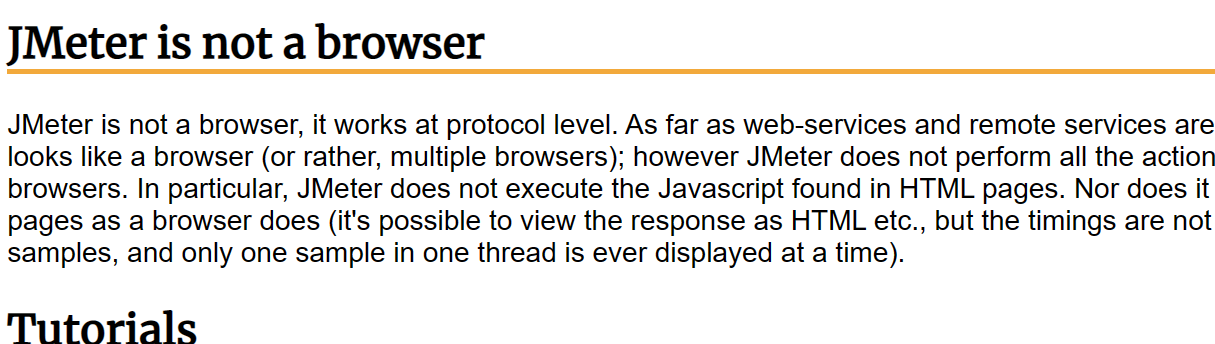 JMeter is not a browser
JMeter is not a browser, it works at protocol level. As far as web-services and remote services are
looks like a browser (or rather, multiple browsers); however JMeter does not perform all the action
browsers. In particular, JMeter does not execute the Javascript found in HTML pages. Nor does it
pages as a browser does (it's possible to view the response as HTML etc., but the timings are not
samples, and only one sample in one thread is ever displayed at a time).
Tutorials